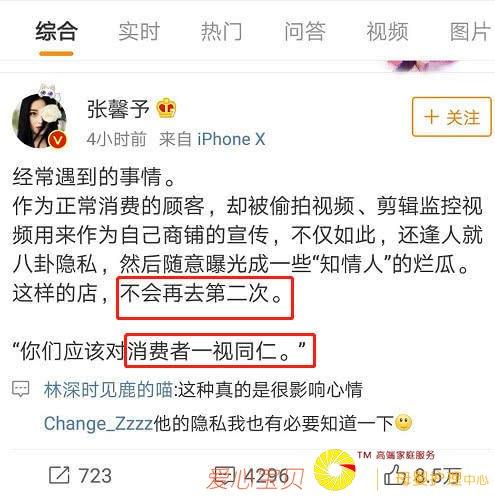 综合 实时 热门 问答 视频 图片
张馨予
4小时前 来自 iPhone X
+ 关注
经常遇到的事情。
作为正常消费的顾客，却被偷拍视频、剪辑监控视
频用来作为自己商铺的宣传，不仅如此，还逢人就
八卦隐私，然后随意曝光成一些“知情人”的烂瓜。
这样的店，不会再去第二次。
“你们应该对消费者一视同仁。”
林深时见鹿的喵:这种真的是很影响心情
Change_Zzzz他的隐私我也有必要知道一下
TM 高端家庭服务
723 4296 8.5万
爱心宝贝
母婴护理中心